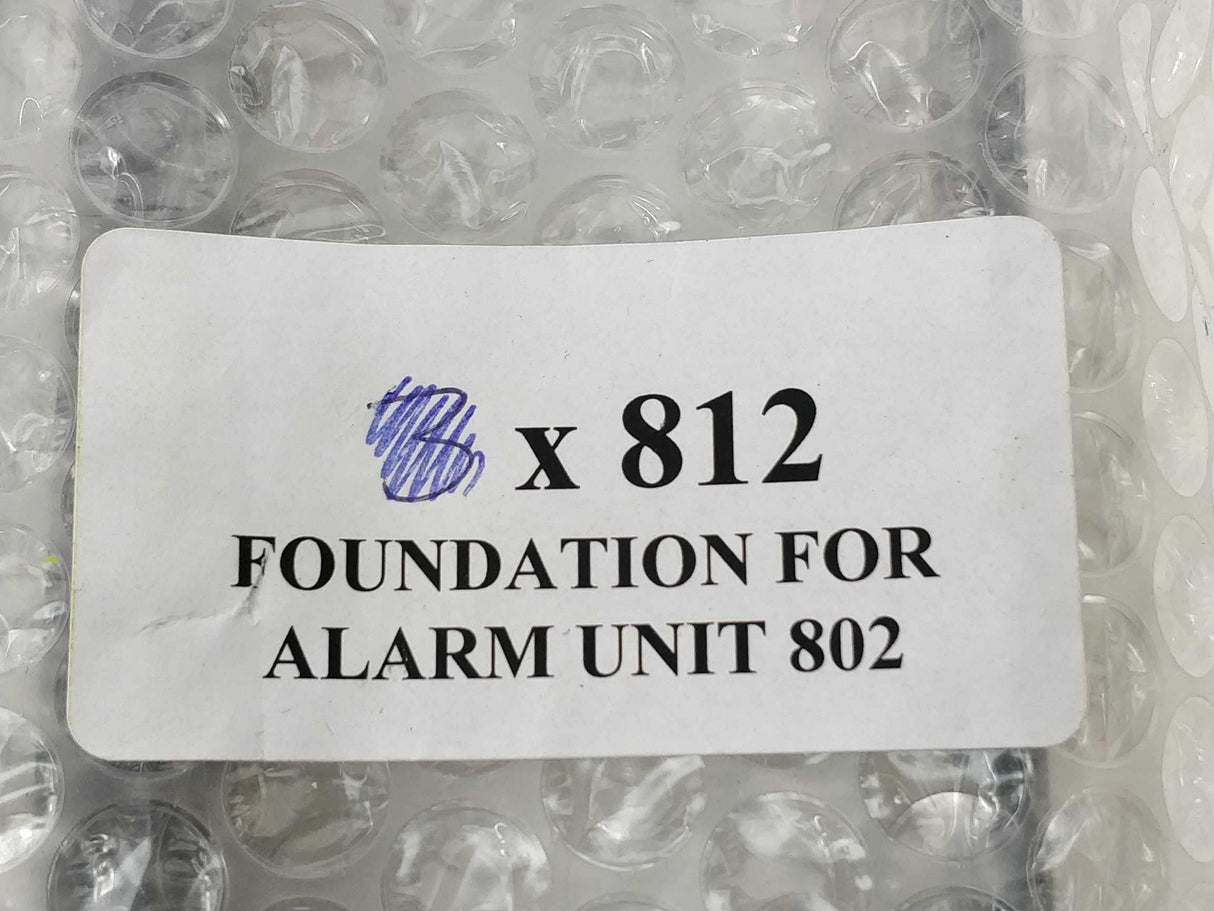 x 812
FOUNDATION FOR
ALARM UNIT 802